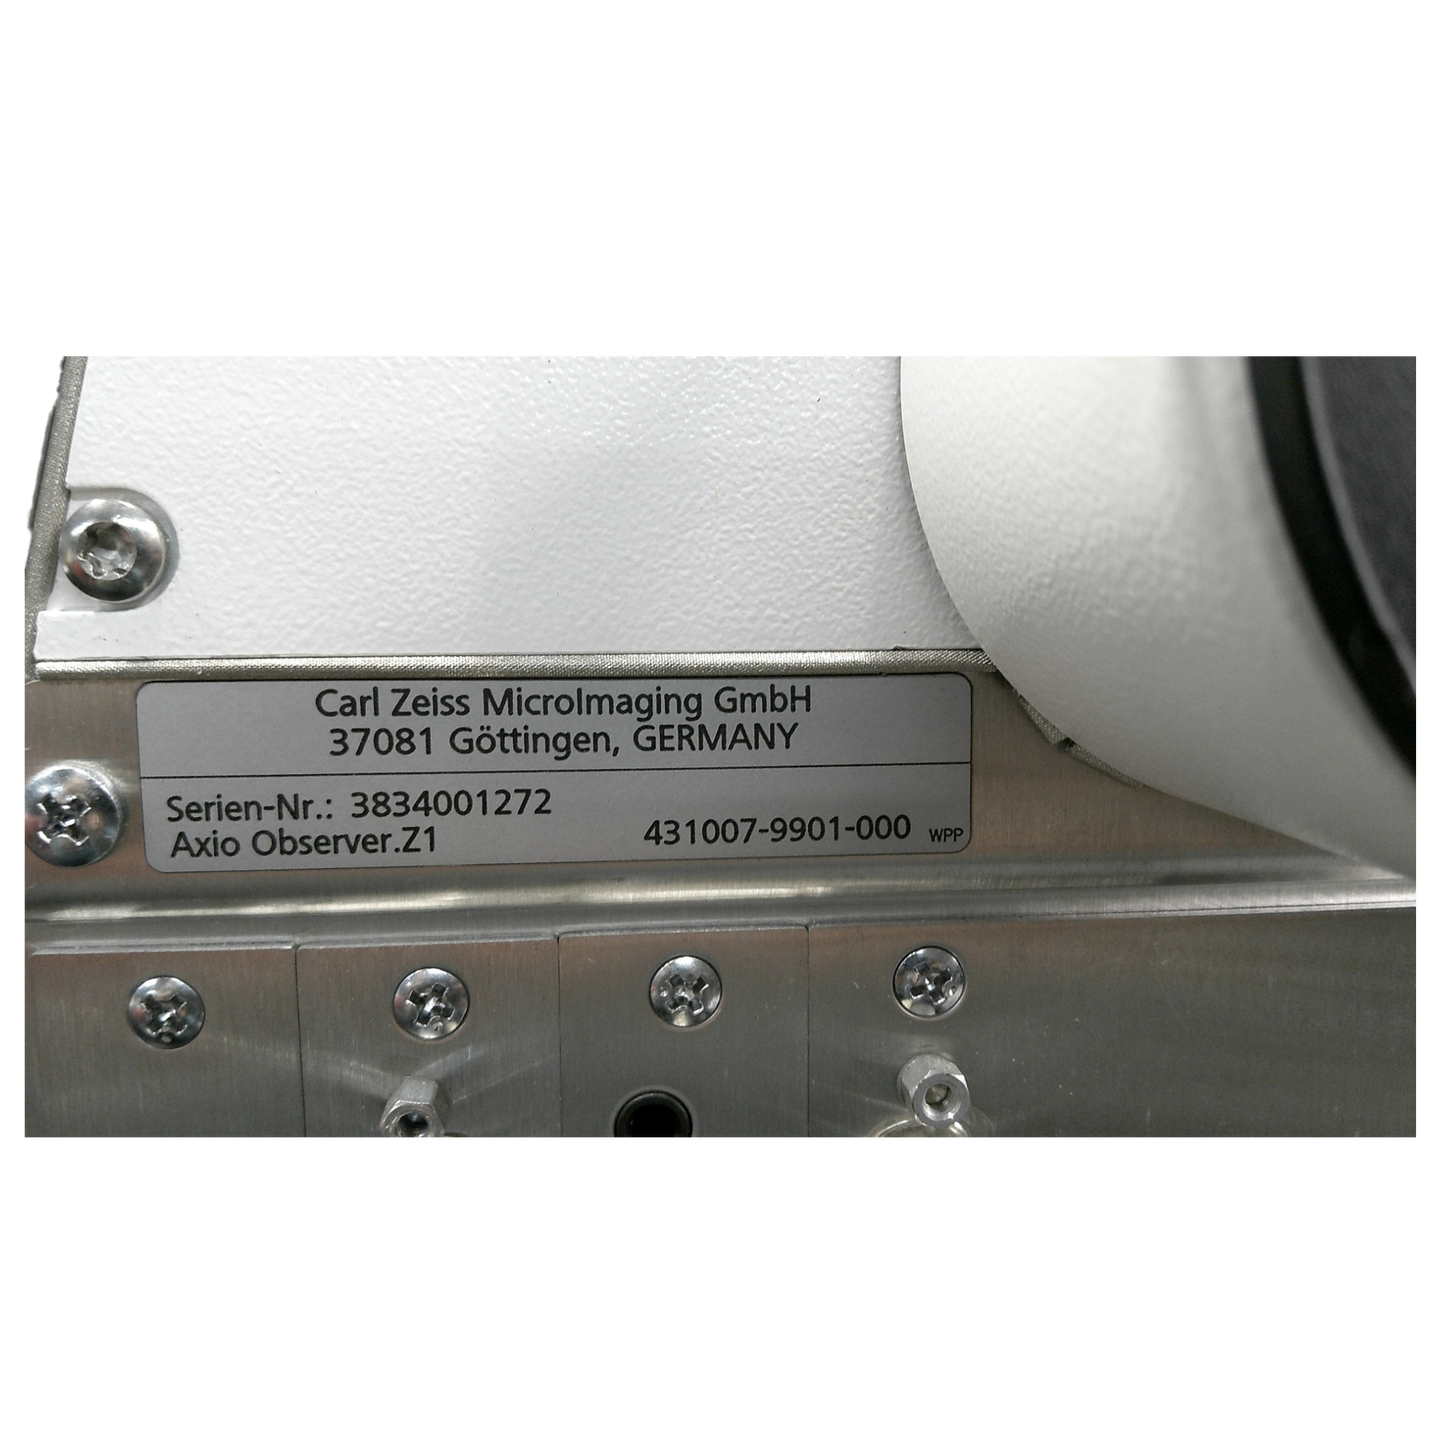 Carl Zeiss MicroImaging GmbH
37081 Göttingen, GERMANY
Serien-Nr.: 3834001272
Axio Observer.Z1 431007-9901-000 WPP